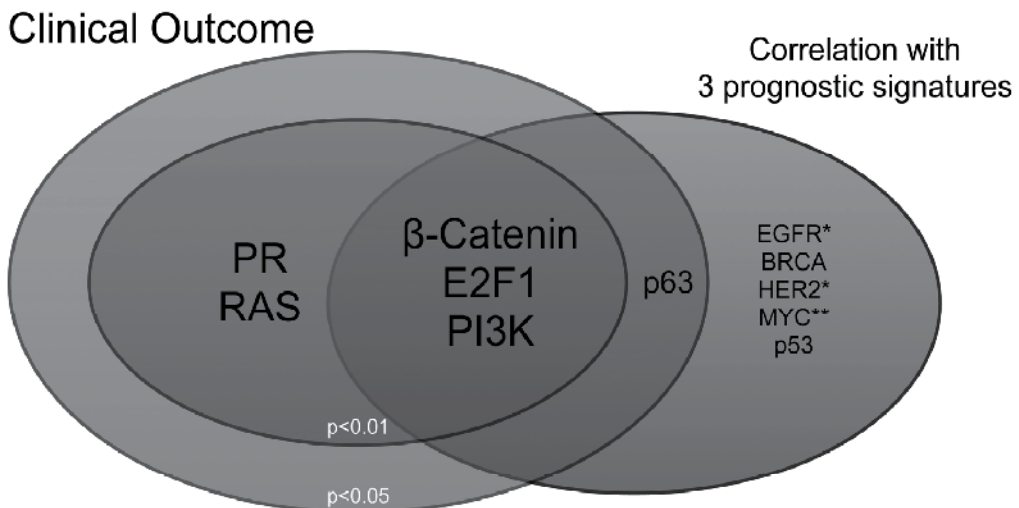 Clinical Outcome
Correlation with
3 prognostic signatures
PR
RAS
β-Catenin
E2F1
PI3K
p63
EGFR*
BRCA
HER2*
MYC**
p53
p<0.01
p<0.05